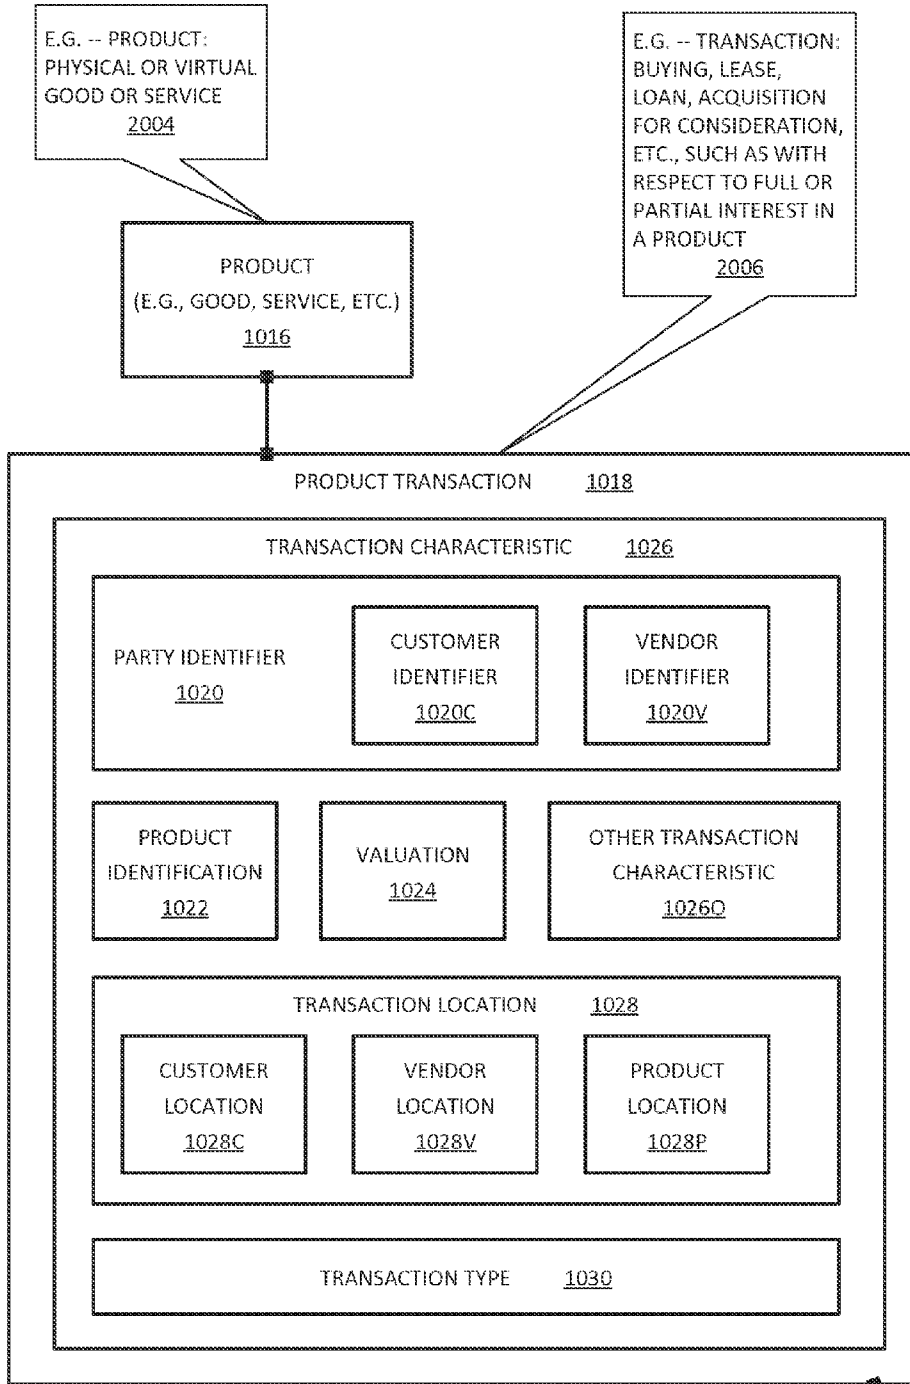 E.G. -- PRODUCT:
PHYSICAL OR VIRTUAL
GOOD OR SERVICE
2004
E.G. -- TRANSACTION:
BUYING, LEASE,
LOAN, ACQUISITION
FOR CONSIDERATION,
ETC., SUCH AS WITH
RESPECT TO FULL OR
PARTIAL INTEREST IN
A PRODUCT
2006
PRODUCT
(E.G., GOOD, SERVICE, ETC.)
1016
PRODUCT TRANSACTION 1018
TRANSACTION CHARACTERISTIC 1026
PARTY IDENTIFIER
1020
CUSTOMER
IDENTIFIER
1020C
VENDOR
IDENTIFIER
1020V
PRODUCT
IDENTIFICATION
1022
VALUATION
1024
OTHER TRANSACTION
CHARACTERISTIC
1026O
TRANSACTION LOCATION 1028
CUSTOMER
LOCATION
1028C
VENDOR
LOCATION
1028V
PRODUCT
LOCATION
1028P
TRANSACTION TYPE 1030